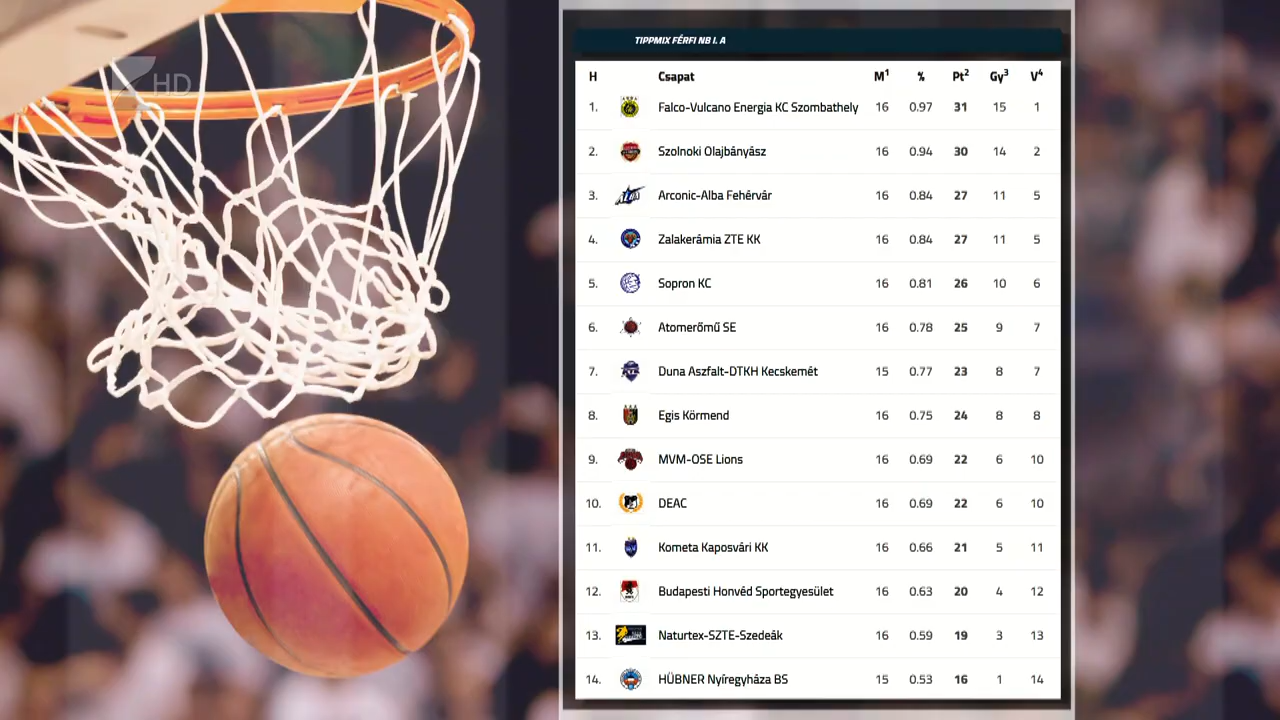 HD
TIPPMIX FÉRFI NB I. A
H Csapat M¹ % Pt² Gy³ V⁴
1. Falco-Vulcano Energia KC Szombathely 16 0.97 31 15 1
2. Szolnoki Olajbányász 16 0.94 30 14 2
3. Arconic-Alba Fehérvár 16 0.84 27 11 5
4. Zalakerámia ZTE KK 16 0.84 27 11 5
5. Sopron KC 16 0.81 26 10 6
6. Atomerőmű SE 16 0.78 25 9 7
7. Duna Aszfalt-DTKH Kecskemét 15 0.77 23 8 7
8. Egis Körmend 16 0.75 24 8 8
9. MVM-OSE Lions 16 0.69 22 6 10
10. DEAC 16 0.69 22 6 10
11. Kometa Kaposvári KK 16 0.66 21 5 11
12. Budapesti Honvéd Sportegyesület 16 0.63 20 4 12
13. Naturtex-SZTE-Szedeák 16 0.59 19 3 13
14. HÜBNER Nyíregyháza BS 15 0.53 16 1 14